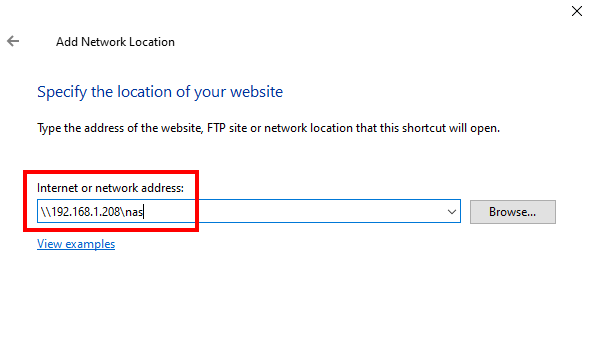 Add Network Location
Specify the location of your website
Type the address of the website, FTP site or network location that this shortcut will open.
Internet or network address:
\\192.168.1.208\nas
Browse...
View examples